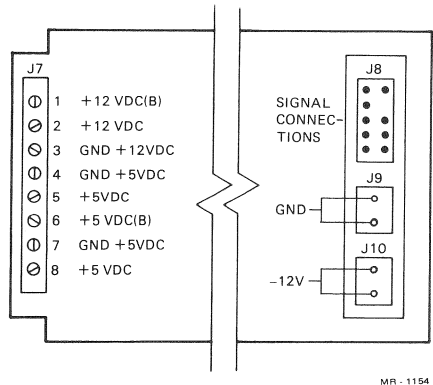 J7
1 +12 VDC(B)
2 +12 VDC
3 GND +12VDC
4 GND +5VDC
5 +5VDC
6 +5 VDC(B)
7 GND +5VDC
8 +5 VDC
J8
SIGNAL
CONNEC-
TIONS
J9
GND
J10
-12V
MR - 1154